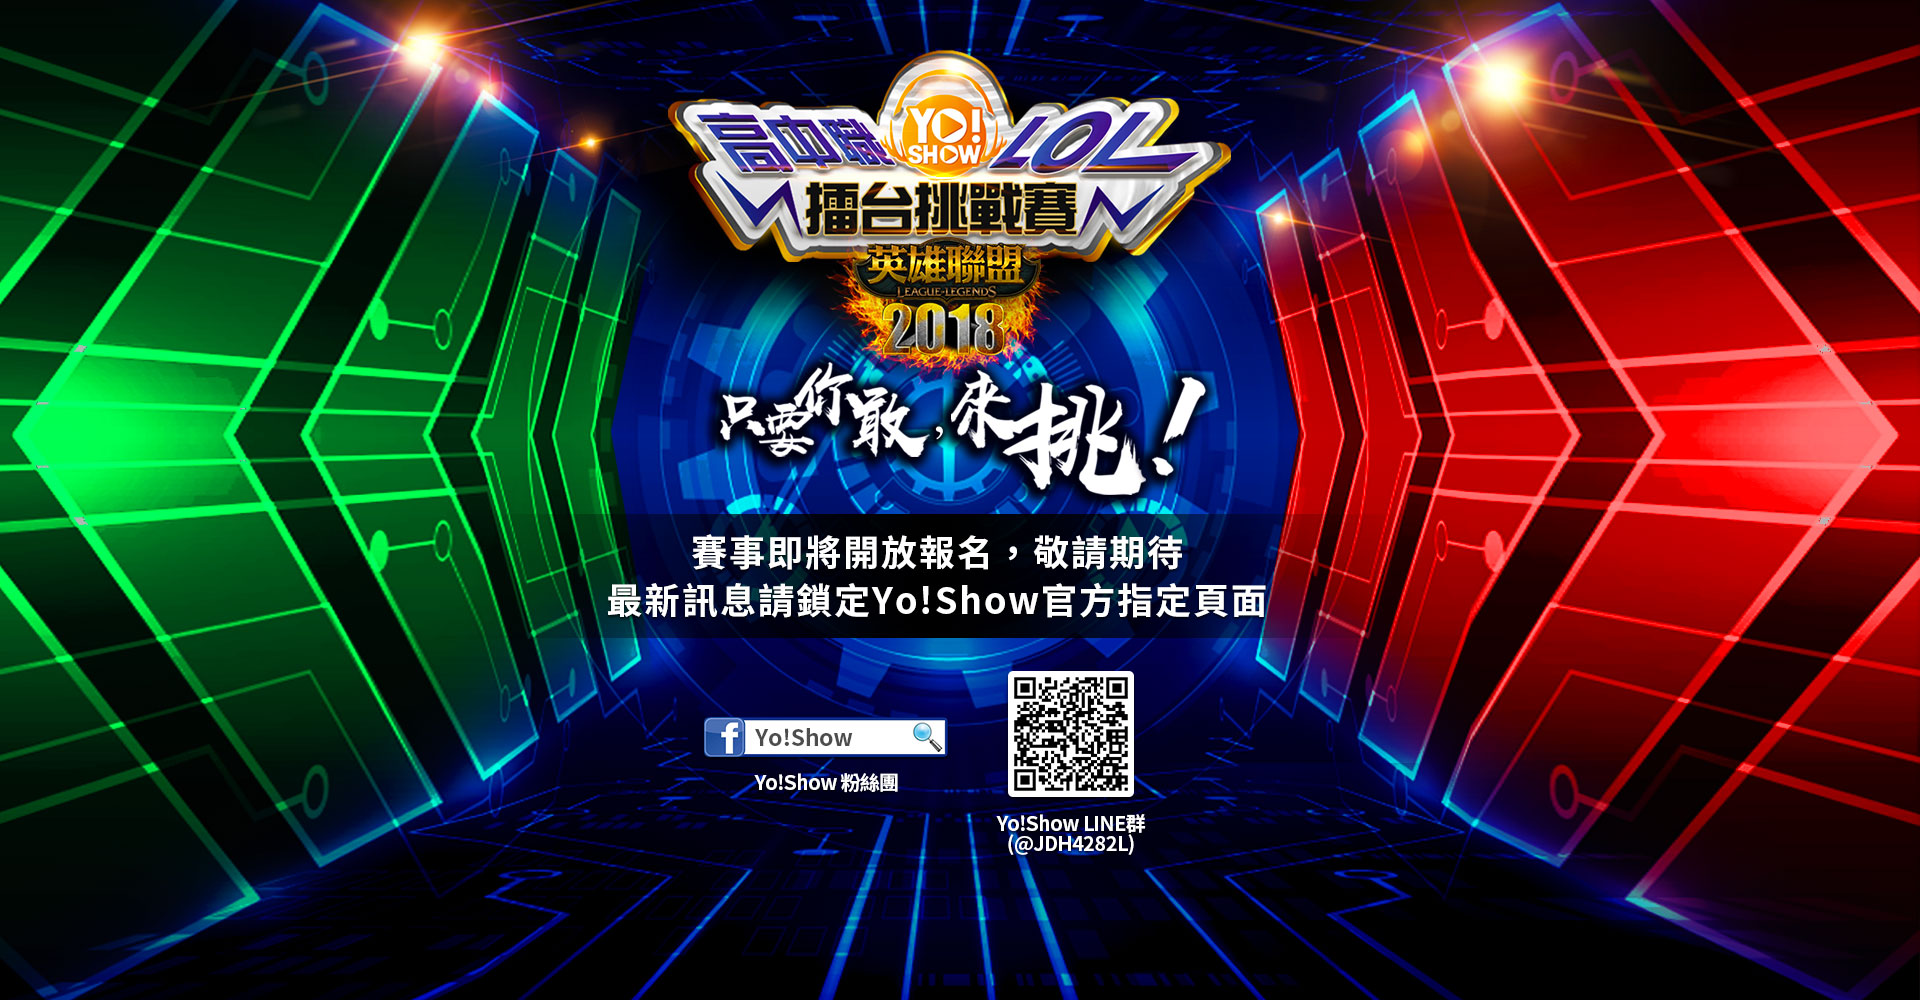 高中職 YO! SHOW LOL
擂台挑戰賽
英雄聯盟
LEAGUE OF LEGENDS
2018
只要你敢，來挑！
賽事即將開放報名，敬請期待
最新訊息請鎖定Yo!Show官方指定頁面
f Yo!Show
Yo!Show 粉絲團
Yo!Show LINE群
(@JDH4282L)